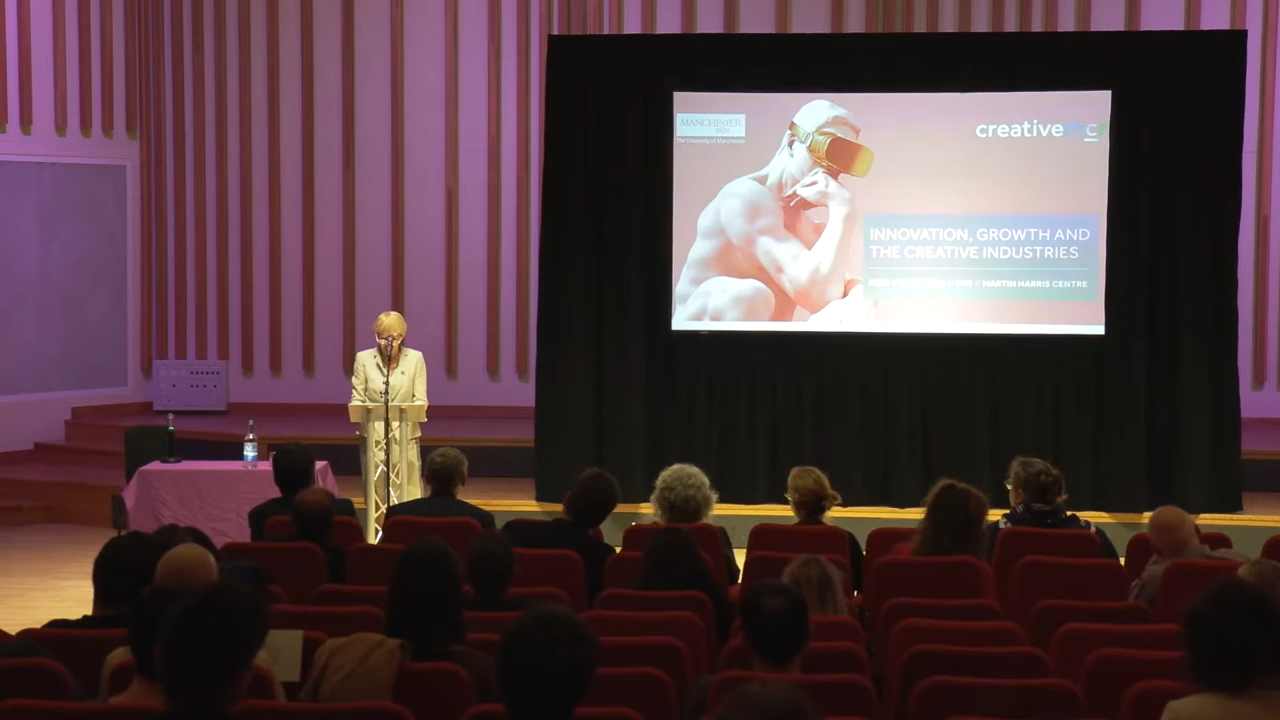 MANCHESTER
1824
The University of Manchester
creative
INNOVATION, GROWTH AND
THE CREATIVE INDUSTRIES
// MARTIN HARRIS CENTRE